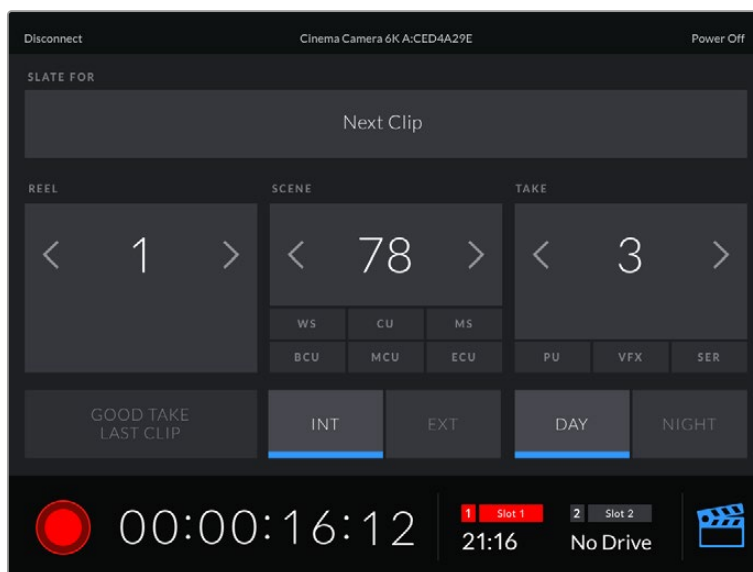 Disconnect Cinema Camera 6K A:CED4A29E Power Off
SLATE FOR
Next Clip
REEL SCENE TAKE
1 78 3
WS CU MS
BCU MCU ECU PU VFX SER
GOOD TAKE
LAST CLIP
INT EXT DAY NIGHT
00:00:16:12
1 Slot 1 2 Slot 2
21:16 No Drive